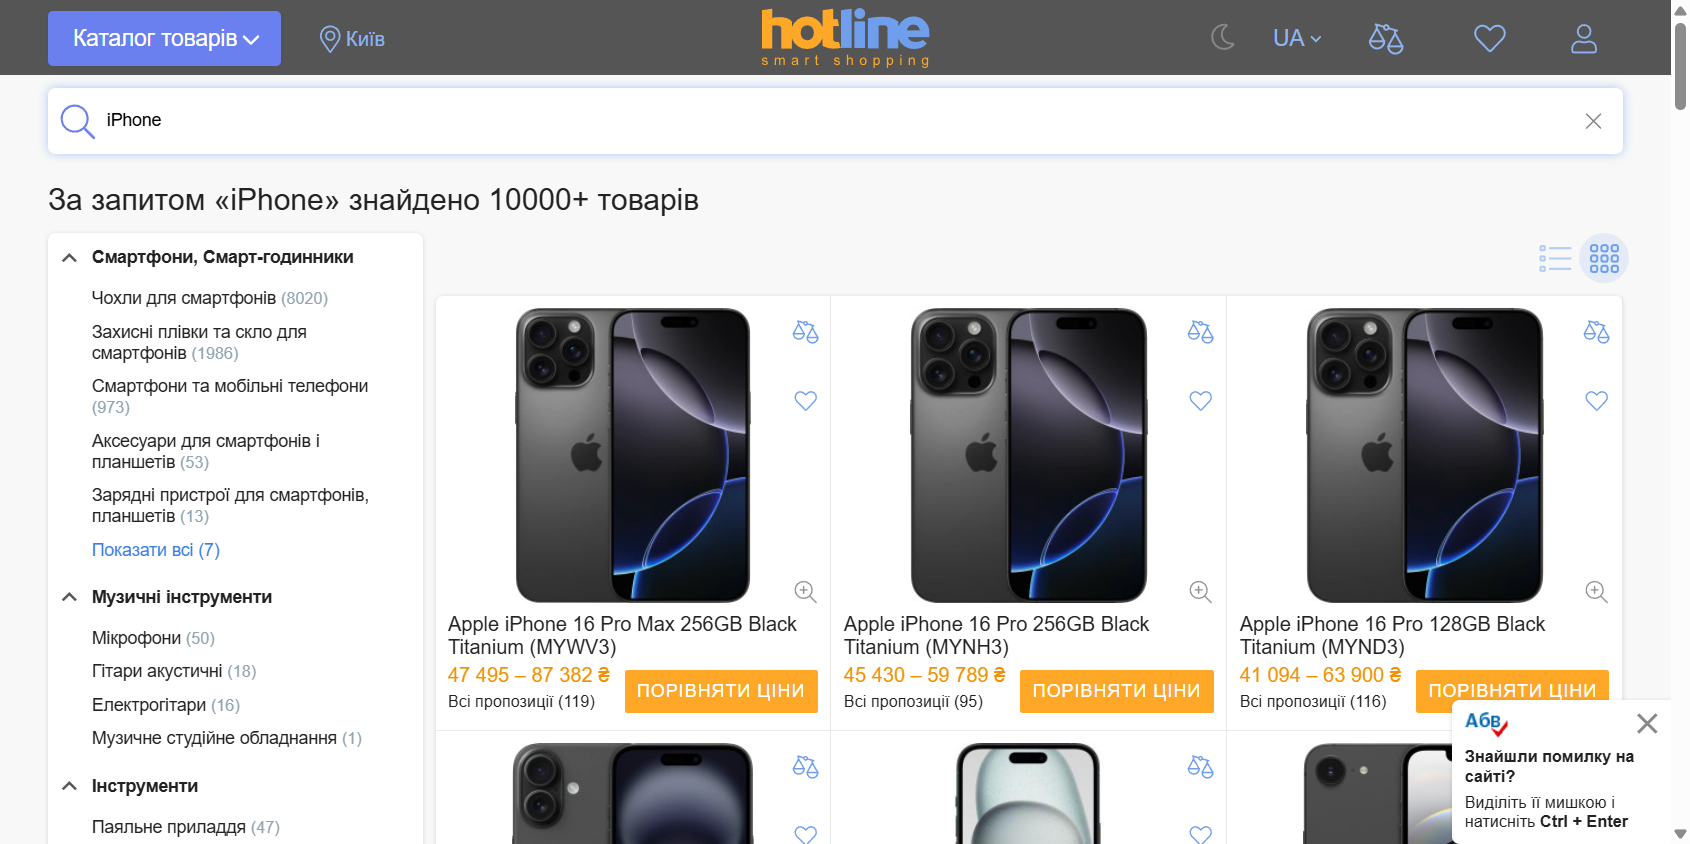 Каталог товарів
Київ
hotline
smart shopping
UA
iPhone
За запитом «iPhone» знайдено 10000+ товарів
Смартфони, Смарт-годинники
Чохли для смартфонів (8020)
Захисні плівки та скло для
смартфонів (1986)
Смартфони та мобільні телефони
(973)
Аксесуари для смартфонів і
планшетів (53)
Зарядні пристрої для смартфонів,
планшетів (13)
Показати всі (7)
Музичні інструменти
Мікрофони (50)
Гітари акустичні (18)
Електрогітари (16)
Музичне студійне обладнання (1)
Інструменти
Паяльне приладдя (47)
Apple iPhone 16 Pro Max 256GB Black
Titanium (MYWV3)
47 495 – 87 382 ₴
Всі пропозиції (119)
ПОРІВНЯТИ ЦІНИ
Apple iPhone 16 Pro 256GB Black
Titanium (MYNH3)
45 430 – 59 789 ₴
Всі пропозиції (95)
ПОРІВНЯТИ ЦІНИ
Apple iPhone 16 Pro 128GB Black
Titanium (MYND3)
41 094 – 63 900 ₴
Всі пропозиції (116)
ПОРІВНЯТИ ЦІНИ
Абв
Знайшли помилку на
сайті?
Виділіть її мишкою і
натисніть Ctrl + Enter